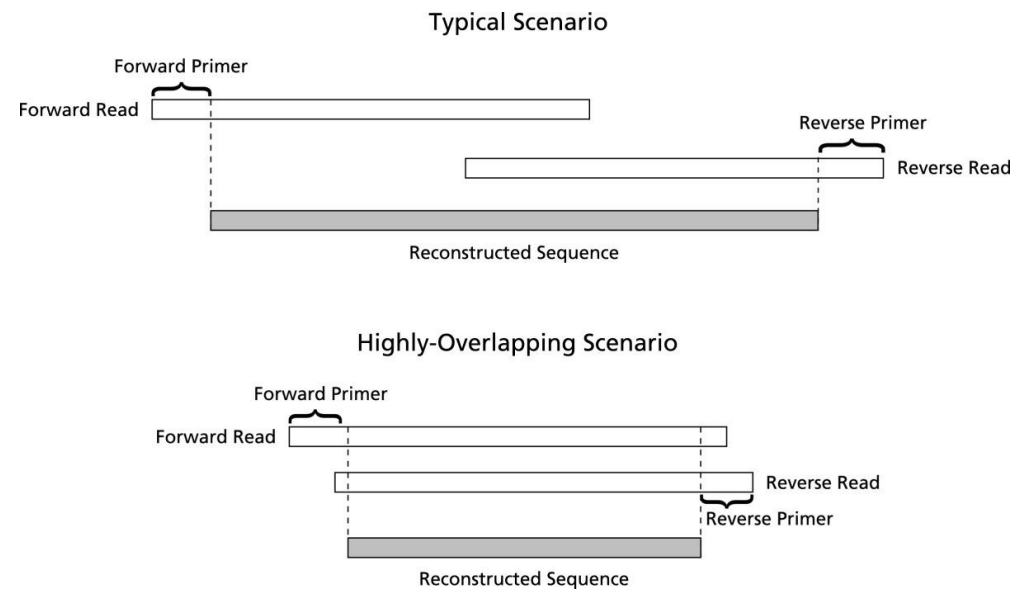 Typical Scenario
Forward Primer
Forward Read
Reverse Primer
Reverse Read
Reconstructed Sequence
Highly-Overlapping Scenario
Forward Primer
Forward Read
Reverse Read
Reverse Primer
Reconstructed Sequence